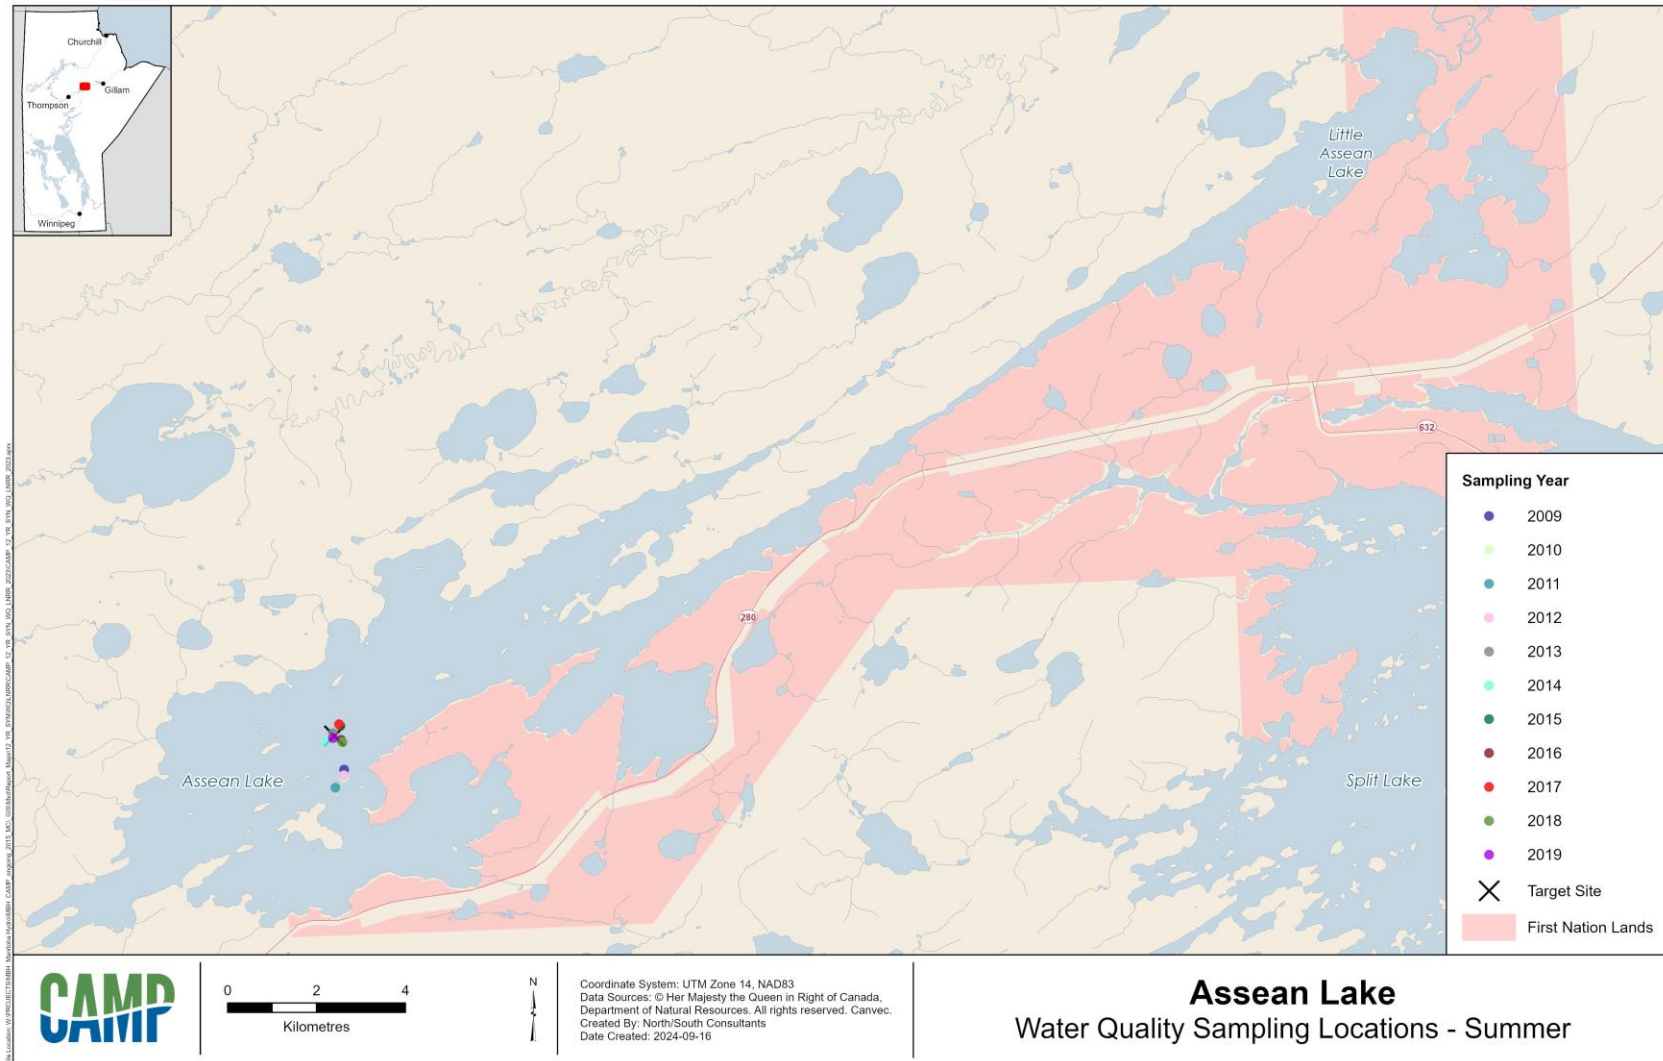 Churchill
Gillam
Thompson
Winnipeg
Little
Assean
Lake
632
280
Assean Lake
Split Lake
Sampling Year
2009
2010
2011
2012
2013
2014
2015
2016
2017
2018
2019
Target Site
First Nation Lands
CAMP
0 2 4
Kilometres
N
Coordinate System: UTM Zone 14, NAD83
Data Sources: © Her Majesty the Queen in Right of Canada,
Department of Natural Resources. All rights reserved. Canvec.
Created By: North/South Consultants
Date Created: 2024-09-16
Assean Lake
Water Quality Sampling Locations - Summer